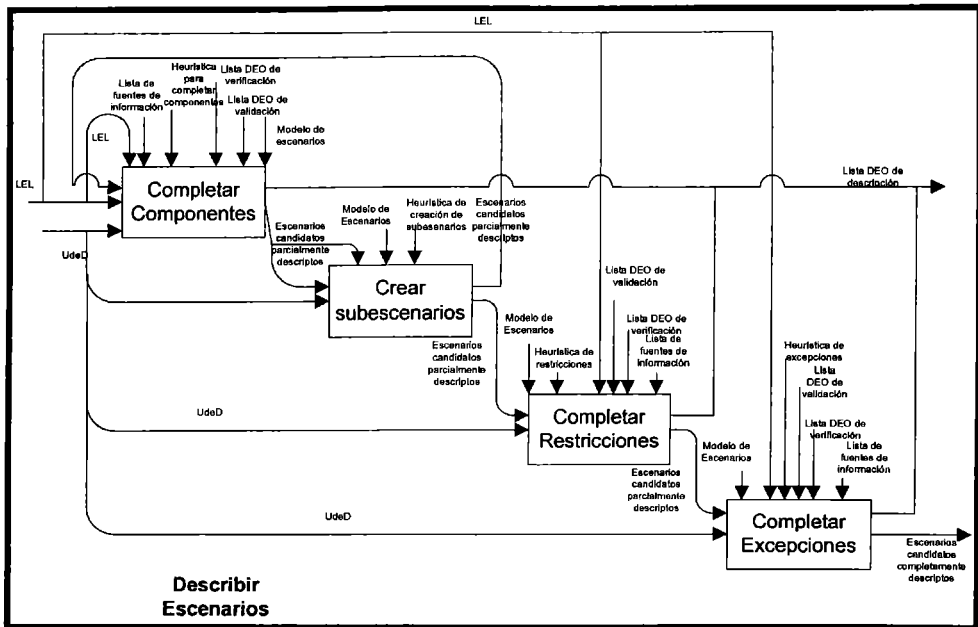 LEL
Heurística
para
completar
componentes
Lista DEO de
verificación
Lista de
fuentes de
información
Lista DEO de
validación
LEL
Modelo de
escenarios
LEL
Completar
Componentes
Lista DEO de
descripción
UdeD
Escenarios
candidatos
parcialmente
descriptos
Modelo de
Escenarios
Heurística de
creación de
subesenarios
Escenarios
candidatos
parcialmente
descriptos
Crear
subescenarios
Lista DEO de
validación
Modelo de
Escenarios
Lista DEO de
verificación
Lista de
fuentes de
información
Heurística de
restricciones
Escenarios
candidatos
parcialmente
descriptos
Heurística de
excepciones
Lista
DEO de
validación
UdeD
Completar
Restricciones
Lista DEO de
verificación
Modelo de
Escenarios
Lista de
fuentes de
información
Escenarios
candidatos
parcialmente
descriptos
UdeD
Completar
Excepciones
Escenarios
candidatos
completamente
descriptos
Describir
Escenarios